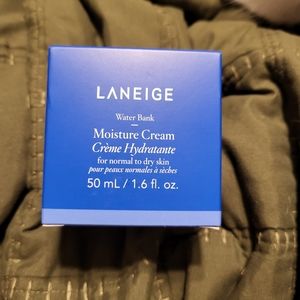 LANEIGE
Water Bank
Moisture Cream
Crème Hydratante
for normal to dry skin
pour peaux normales à sèches
50 mL / 1.6 fl. oz.